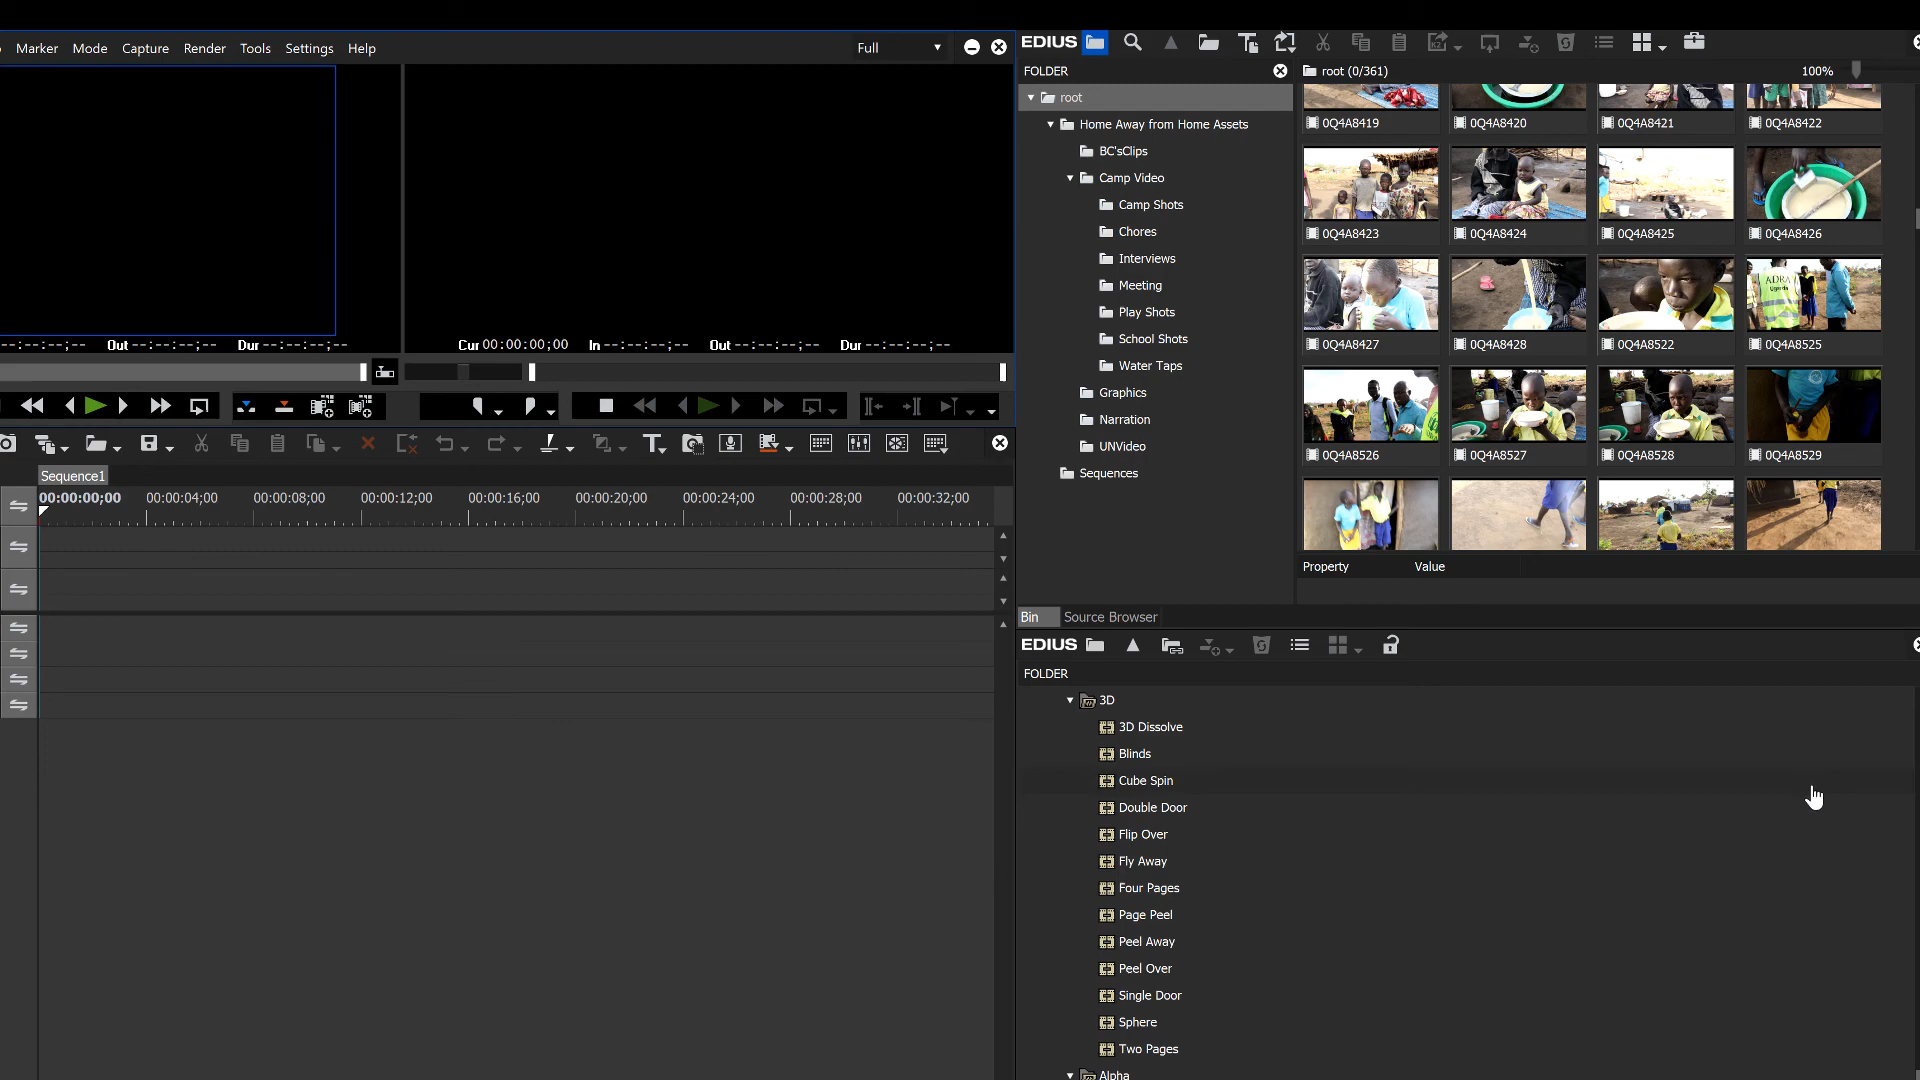 Marker Mode Capture Render Tools Settings Help Full
Out --:--:--;-- Dur --:--:--;--
Cur 00:00:00;00 In --:--:--;-- Out --:--:--;-- Dur --:--:--;--
Sequence1
00:00:00;00 00:00:04;00 00:00:08;00 00:00:12;00 00:00:16;00 00:00:20;00 00:00:24;00 00:00:28;00 00:00:32;00
EDIUS
FOLDER
root
Home Away from Home Assets
BC'sClips
Camp Video
Camp Shots
Chores
Interviews
Meeting
Play Shots
School Shots
Water Taps
Graphics
Narration
UNVideo
Sequences
root (0/361) 100%
0Q4A8419 0Q4A8420 0Q4A8421 0Q4A8422
0Q4A8423 0Q4A8424 0Q4A8425 0Q4A8426
ADRA
Uganda
0Q4A8427 0Q4A8428 0Q4A8522 0Q4A8525
0Q4A8526 0Q4A8527 0Q4A8528 0Q4A8529
Property Value
Bin Source Browser
EDIUS
FOLDER
3D
3D Dissolve
Blinds
Cube Spin
Double Door
Flip Over
Fly Away
Four Pages
Page Peel
Peel Away
Peel Over
Single Door
Sphere
Two Pages
Alpha